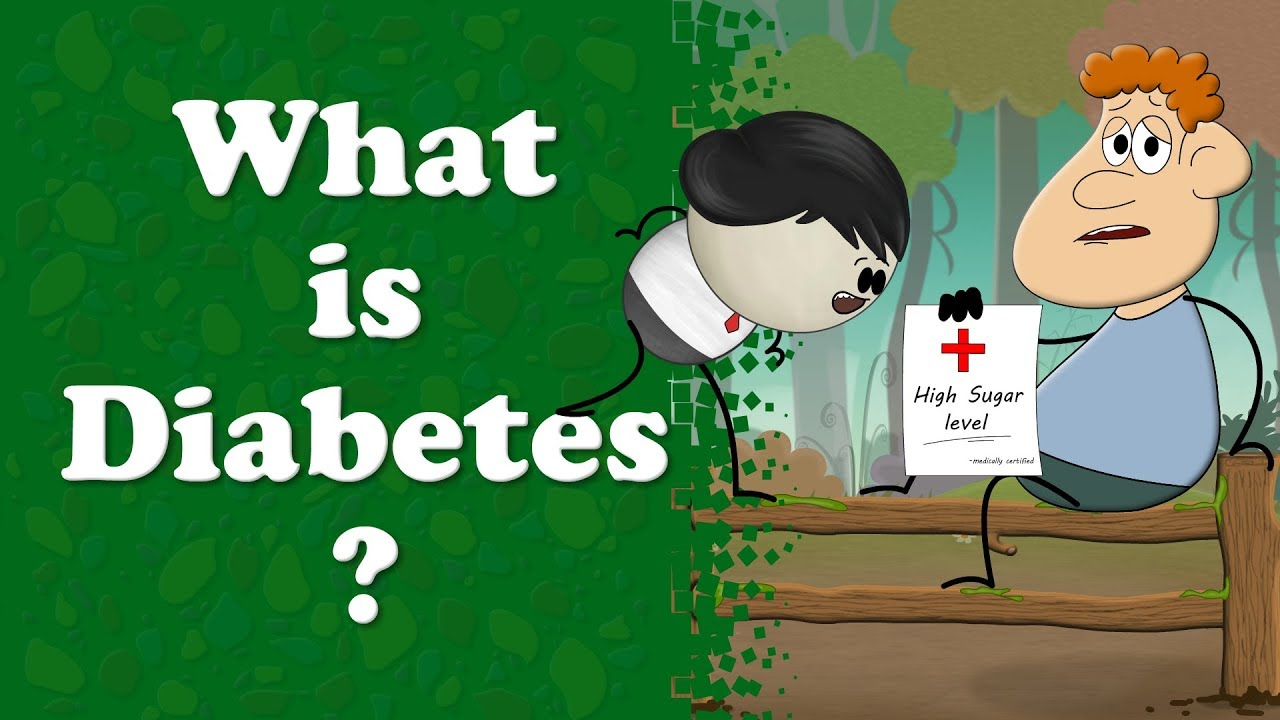 What
is
Diabetes
?
High Sugar
level
-medically certified